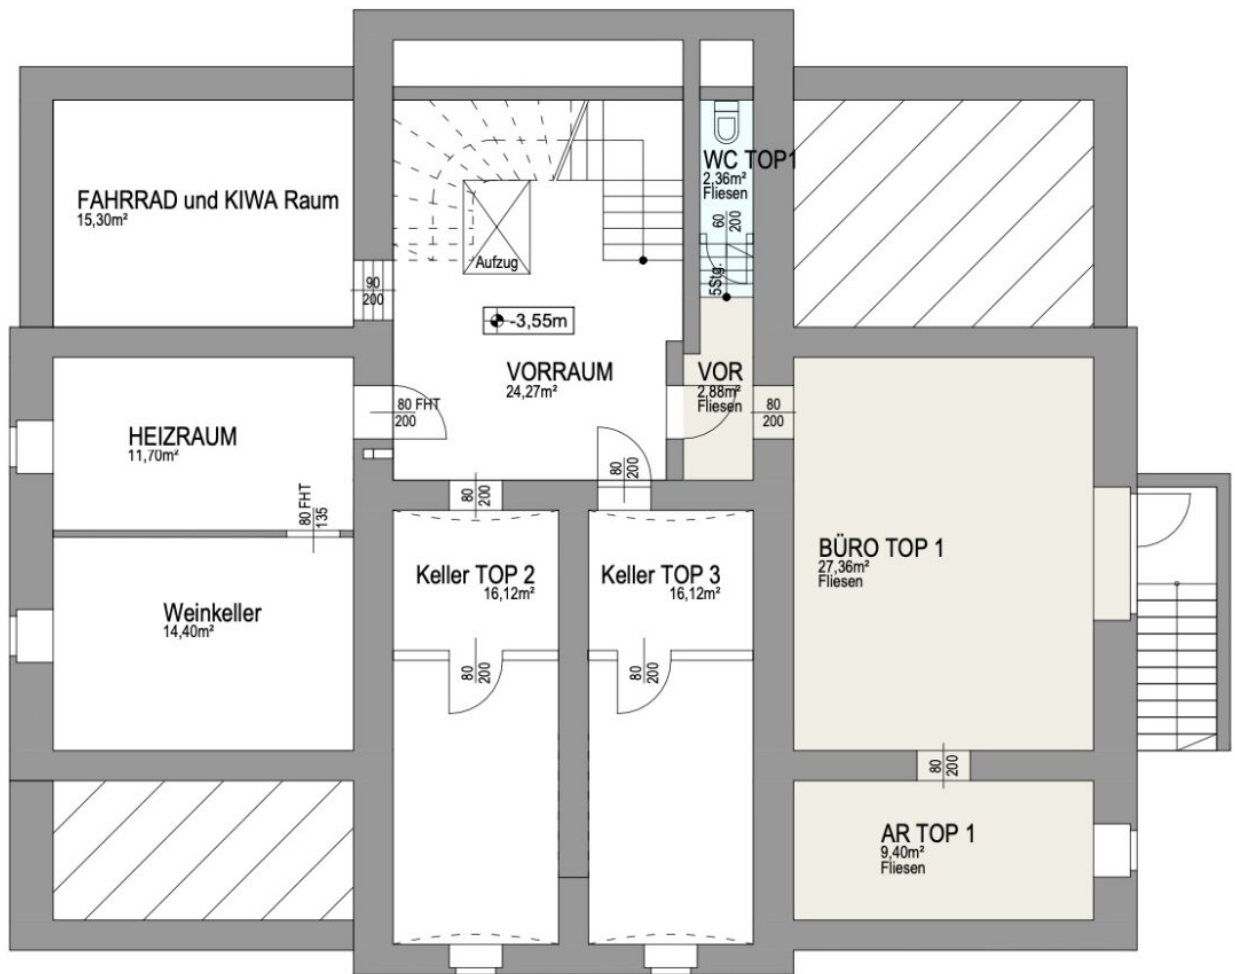 WC TOP1
2,36m²
Fliesen
60
200
5Stg.
FAHRRAD und KIWA Raum
15,30m²
Aufzug
90
200
-3,55m
VORRAUM
24,27m²
VOR
2,88m²
Fliesen
80
200
80 FHT
200
HEIZRAUM
11,70m²
80
200
80
200
80 FHT
135
BÜRO TOP 1
27,36m²
Fliesen
Keller TOP 2
16,12m²
Keller TOP 3
16,12m²
Weinkeller
14,40m²
80
200
80
200
80
200
AR TOP 1
9,40m²
Fliesen